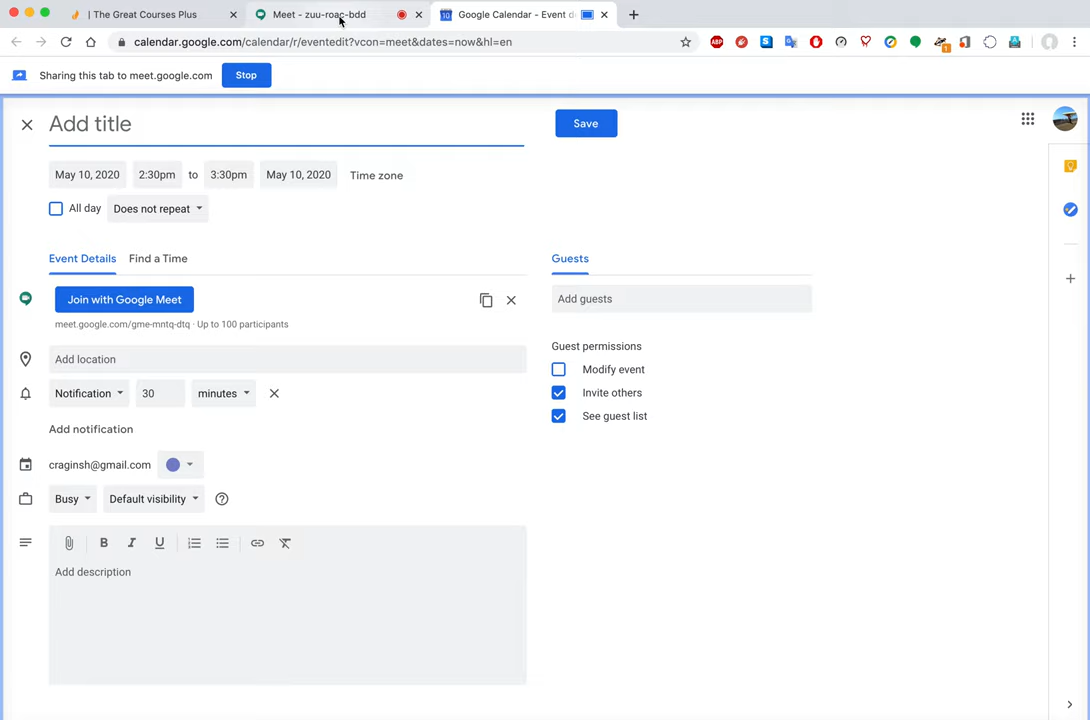 | The Great Courses Plus
Meet - zuu-roac-bdd
Google Calendar - Event d
calendar.google.com/calendar/r/eventedit?vcon=meet&dates=now&hl=en
Sharing this tab to meet.google.com
Stop
Add title
Save
May 10, 2020 2:30pm to 3:30pm May 10, 2020 Time zone
All day Does not repeat
Event Details Find a Time
Guests
Join with Google Meet
Add guests
meet.google.com/gme-mntq-dtq · Up to 100 participants
Guest permissions
Add location
Modify event
Notification 30 minutes
Invite others
See guest list
Add notification
craginsh@gmail.com
Busy Default visibility
B I U
Add description